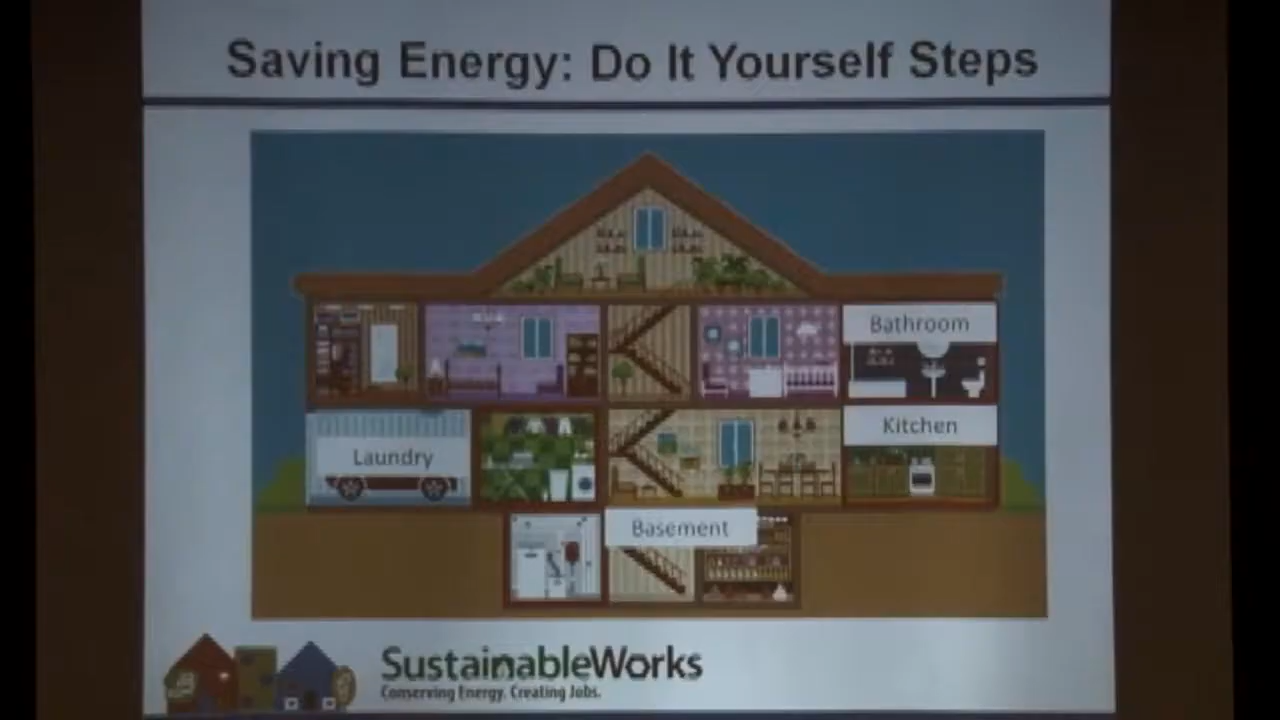 Saving Energy: Do It Yourself Steps
Bathroom
Kitchen
Laundry
Basement
SustainableWorks
Conserving Energy. Creating Jobs.